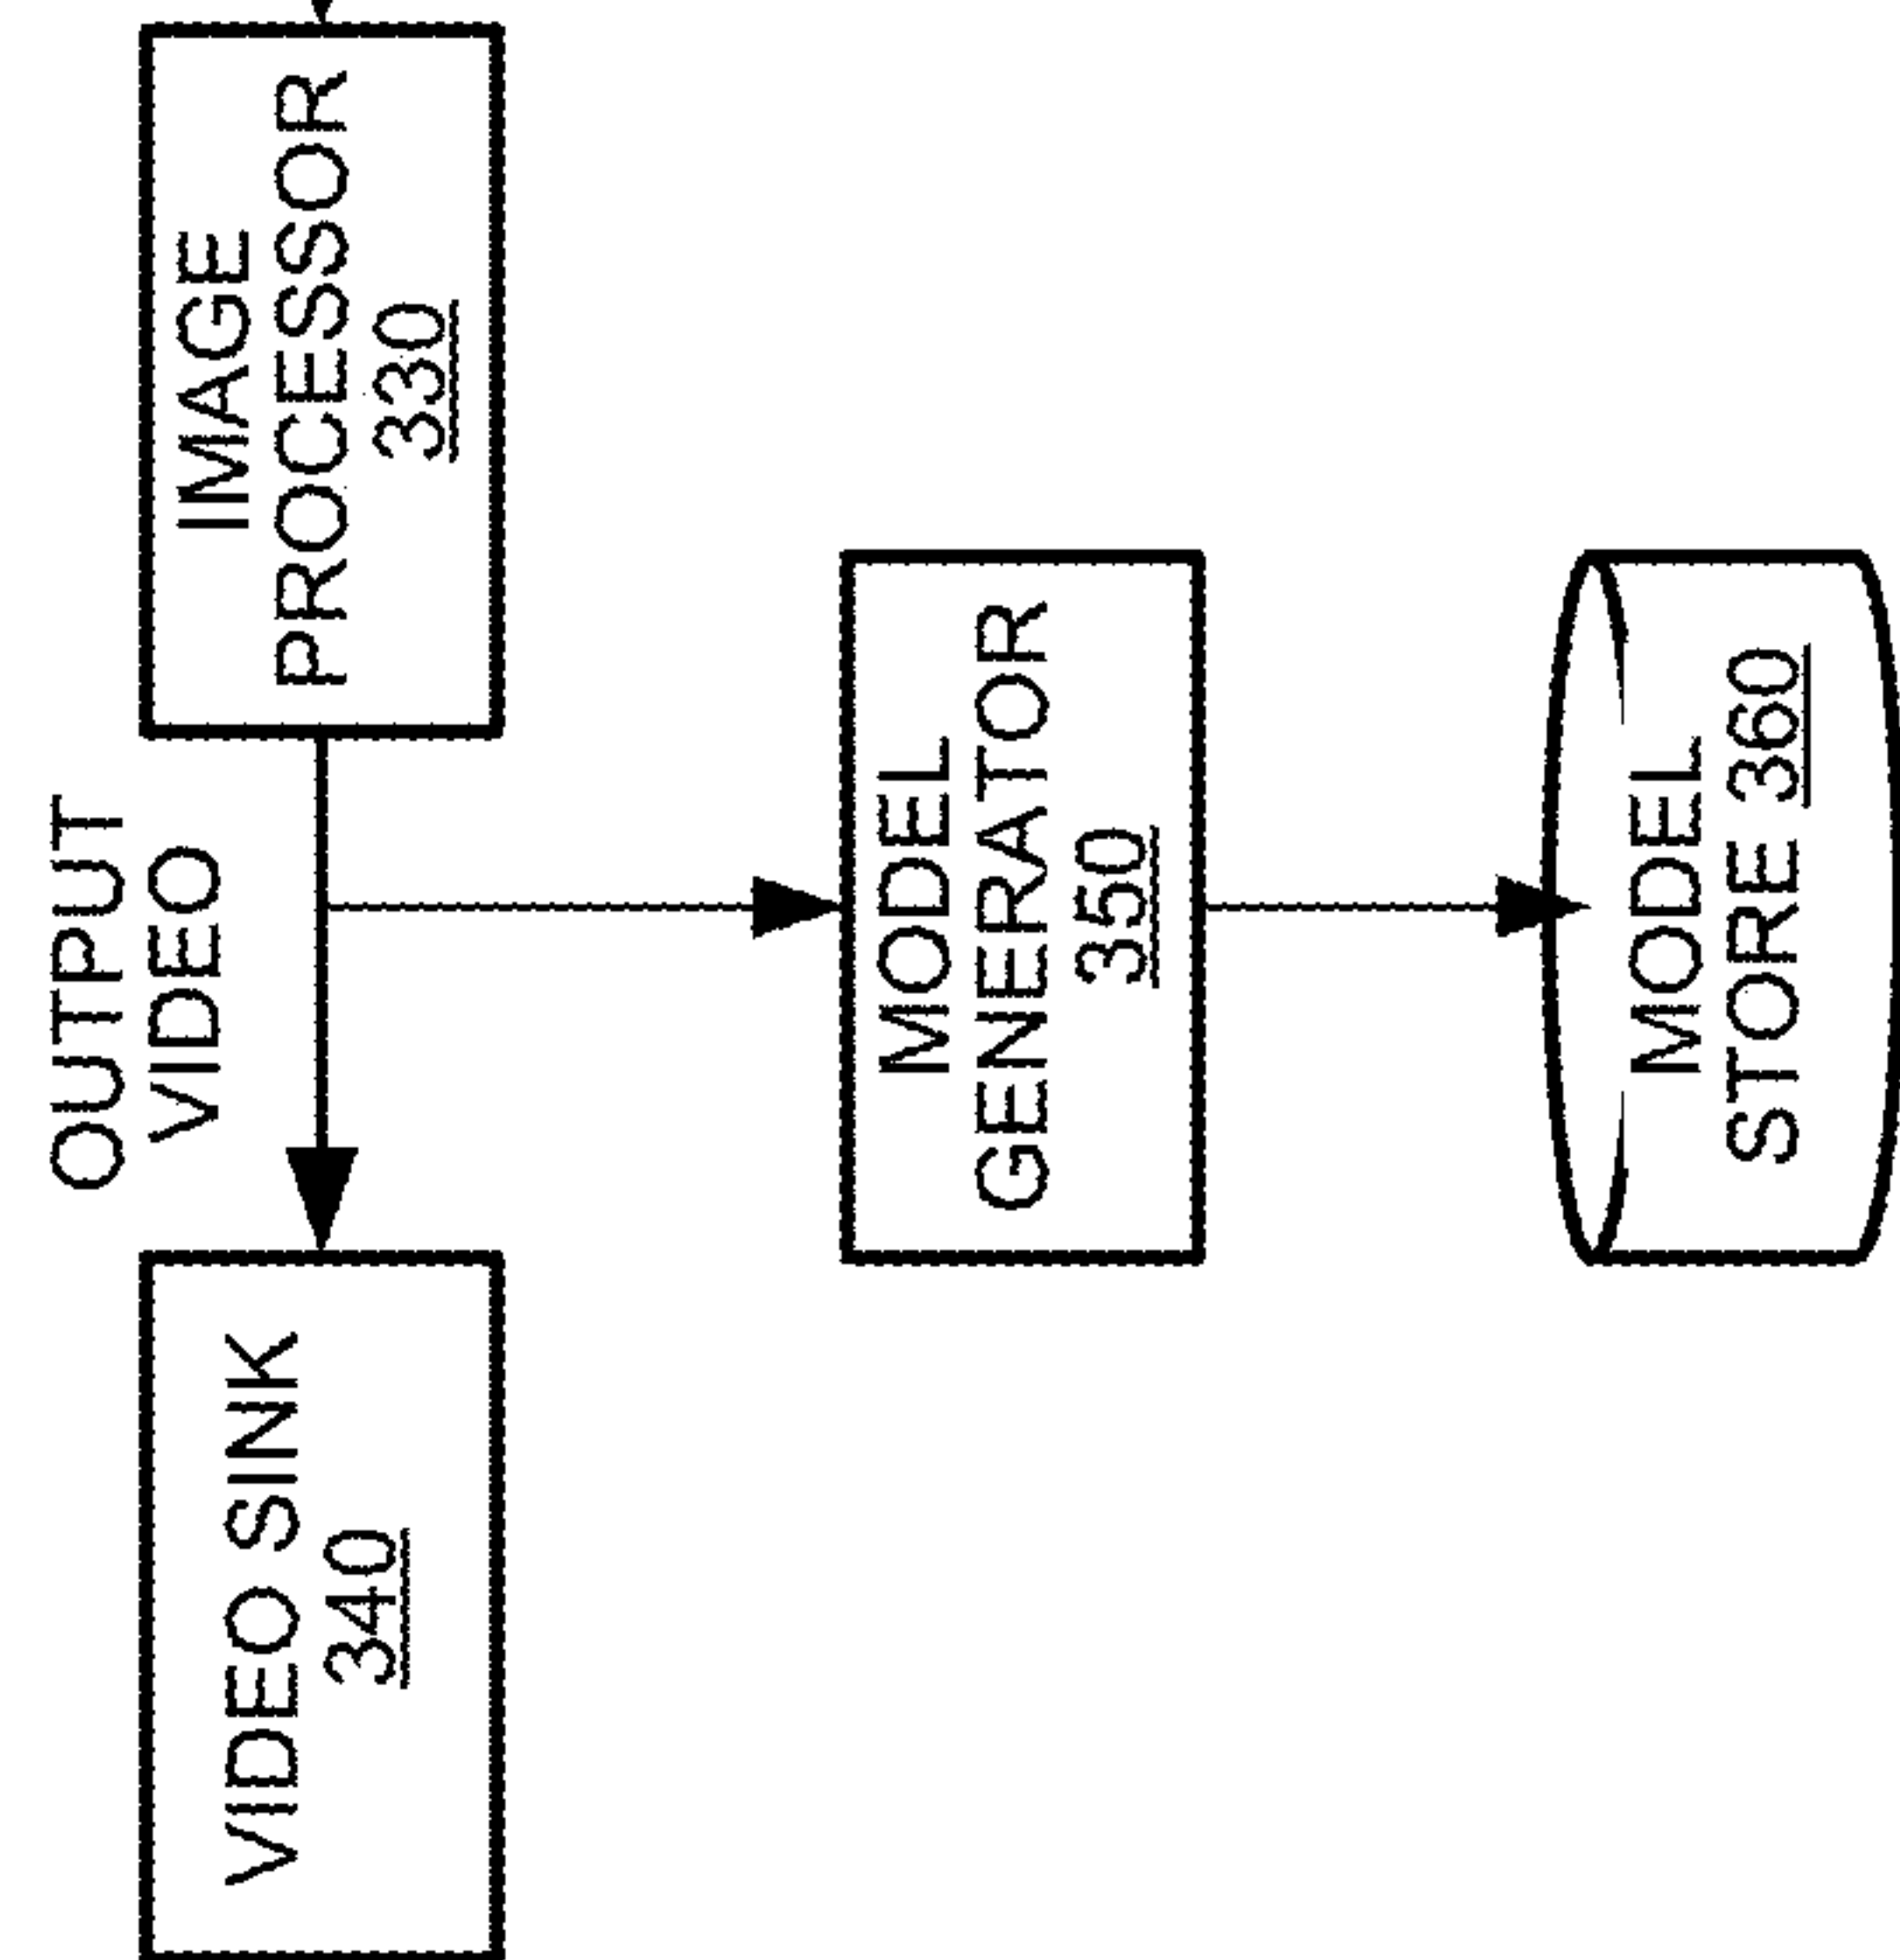 OUTPUT
VIDEO
VIDEO SINK
340
IMAGE
PROCESSOR
330
MODEL
GENERATOR
350
MODEL
STORE 360